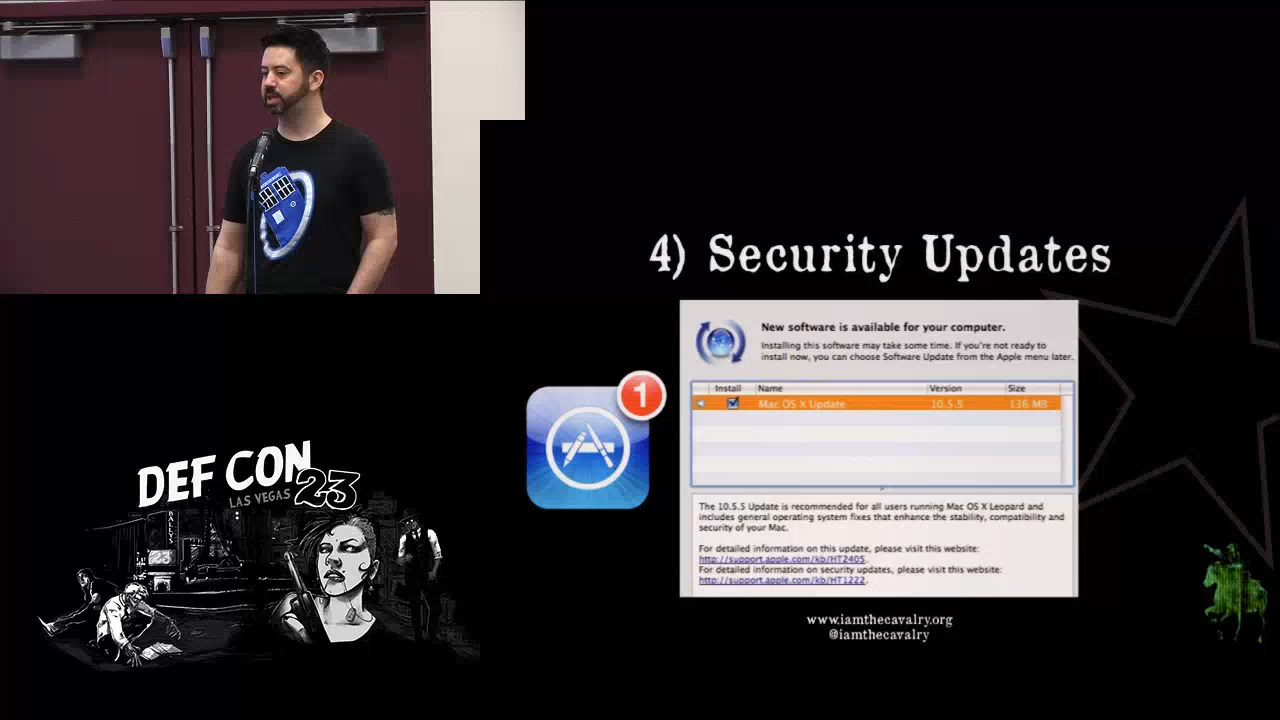 4) Security Updates
New software is available for your computer.
Installing this software may take some time. If you're not ready to
install now, you can choose Software Update from the Apple menu later.
Install Name Version Size
Mac OS X Update 10.5.5 136 MB
1
The 10.5.5 Update is recommended for all users running Mac OS X Leopard and
includes general operating system fixes that enhance the stability, compatibility and
security of your Mac.
For detailed information on this update, please visit this website:
http://support.apple.com/kb/HT2405.
For detailed information on security updates, please visit this website:
http://support.apple.com/kb/HT1222.
www.iamthecavalry.org
@iamthecavalry
DEF CON
LAS VEGAS 23
BALLYS